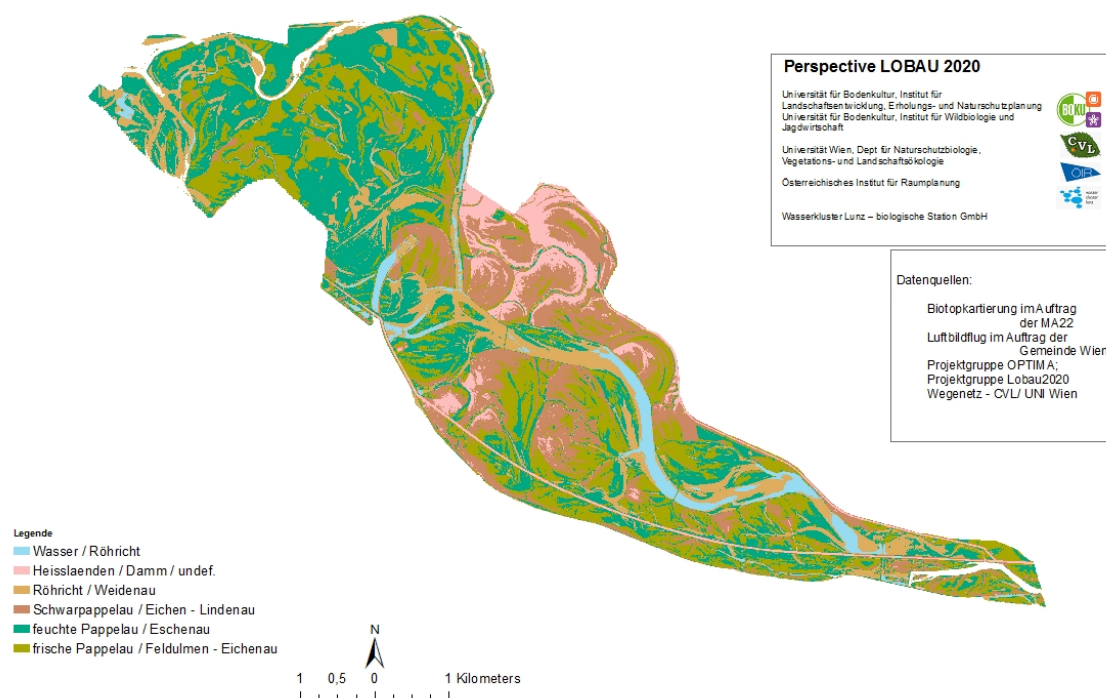 Perspective LOBAU 2020
Universität für Bodenkultur, Institut für
Landschaftsentwicklung, Erholungs- und Naturschutzplanung
Universität für Bodenkultur, Institut für Wildbiologie und
Jagdwirtschaft
Universität Wien, Dept für Naturschutzbiologie,
Vegetations- und Landschaftsökologie
Österreichisches Institut für Raumplanung
Wasserkluster Lunz – biologische Station GmbH
BOKU
CVL
ÖIR
wasser
cluster
lunz
Datenquellen:
Biotopkartierung im Auftrag
der MA22
Luftbildflug im Auftrag der
Gemeinde Wien
Projektgruppe OPTIMA;
Projektgruppe Lobau2020
Wegenetz - CVL/ UNI Wien
Legende
Wasser / Röhricht
Heisslaenden / Damm / undef.
Röhricht / Weidenau
Schwarpappelau / Eichen - Lindenau
feuchte Pappelau / Eschenau
frische Pappelau / Feldulmen - Eichenau
N
1 0,5 0 1 Kilometers